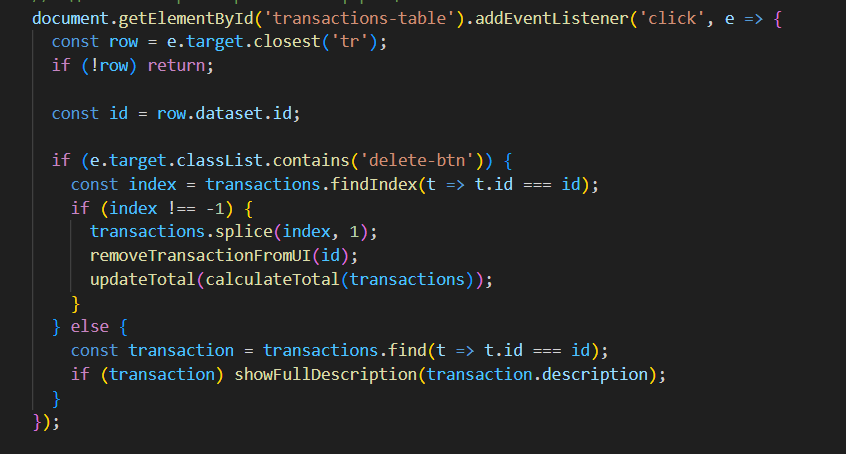 document.getElementById('transactions-table').addEventListener('click', e => {
  const row = e.target.closest('tr');
  if (!row) return;

  const id = row.dataset.id;

  if (e.target.classList.contains('delete-btn')) {
    const index = transactions.findIndex(t => t.id === id);
    if (index !== -1) {
      transactions.splice(index, 1);
      removeTransactionFromUI(id);
      updateTotal(calculateTotal(transactions));
    }
  } else {
    const transaction = transactions.find(t => t.id === id);
    if (transaction) showFullDescription(transaction.description);
  }
});